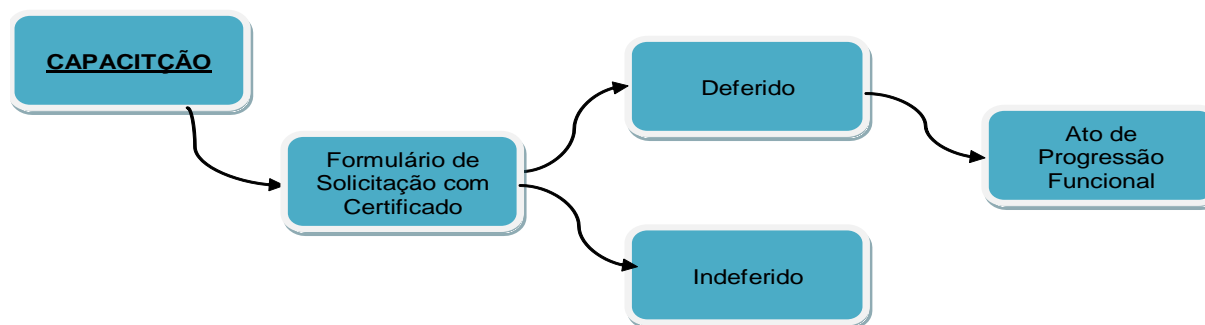 CAPACITÇÃO
Formulário de
Solicitação com
Certificado
Deferido
Indeferido
Ato de
Progressão
Funcional